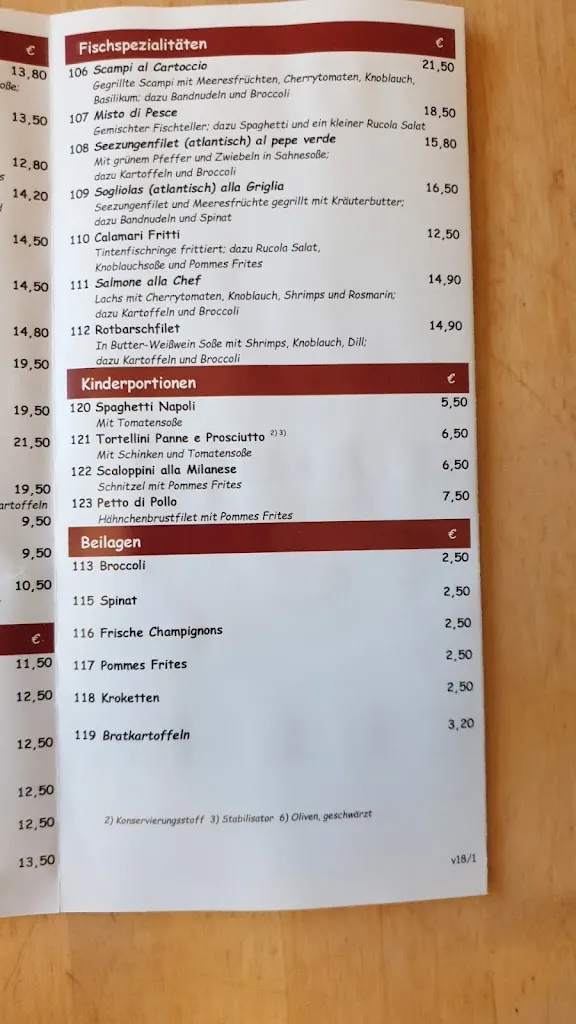 €
13,80
oße;
13,50
12,80
s
14,20
14,50
14,50
14,80
19,50
19,50
21,50
19,50
artoffeln
9,50
9,50
10,50
€
11,50
12,50
12,50
12,50
12,50
13,50
Fischspezialitäten €
106 Scampi al Cartoccio 21,50
Gegrillte Scampi mit Meeresfrüchten, Cherrytomaten, Knoblauch,
Basilikum; dazu Bandnudeln und Broccoli
107 Misto di Pesce 18,50
Gemischter Fischteller; dazu Spaghetti und ein kleiner Rucola Salat
108 Seezungenfilet (atlantisch) al pepe verde 15,80
Mit grünem Pfeffer und Zwiebeln in Sahnesoße;
dazu Kartoffeln und Broccoli
109 Sogliolas (atlantisch) alla Griglia 16,50
Seezungenfilet und Meeresfrüchte gegrillt mit Kräuterbutter;
dazu Bandnudeln und Spinat
110 Calamari Fritti 12,50
Tintenfischringe frittiert; dazu Rucola Salat,
Knoblauchsoße und Pommes Frites
111 Salmone alla Chef 14,90
Lachs mit Cherrytomaten, Knoblauch, Shrimps und Rosmarin;
dazu Kartoffeln und Broccoli
112 Rotbarschfilet 14,90
In Butter-Weißwein Soße mit Shrimps, Knoblauch, Dill;
dazu Kartoffeln und Broccoli
Kinderportionen €
120 Spaghetti Napoli 5,50
Mit Tomatensoße
121 Tortellini Panne e Prosciutto 2) 3) 6,50
Mit Schinken und Tomatensoße
122 Scaloppini alla Milanese 6,50
Schnitzel mit Pommes Frites
123 Petto di Pollo 7,50
Hähnchenbrustfilet mit Pommes Frites
Beilagen €
113 Broccoli 2,50
115 Spinat 2,50
116 Frische Champignons 2,50
117 Pommes Frites 2,50
118 Kroketten 2,50
119 Bratkartoffeln 3,20
2) Konservierungsstoff 3) Stabilisator 6) Oliven, geschwärzt
v18/1